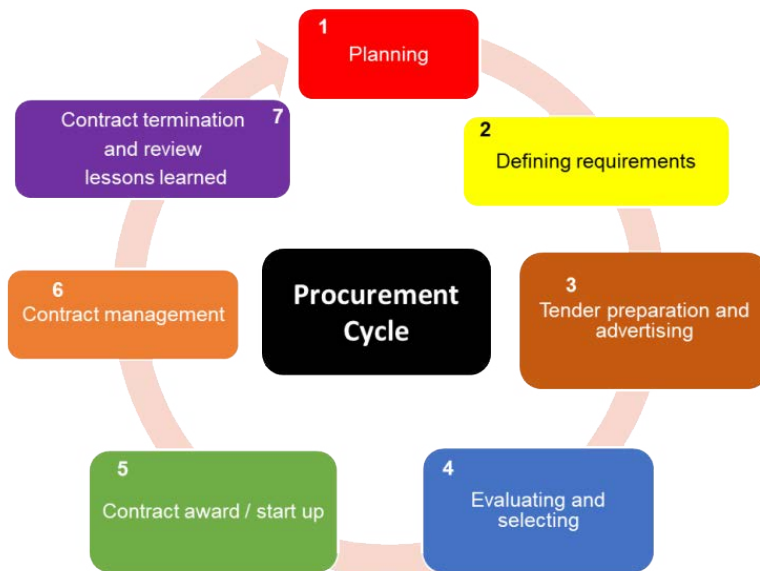 1
Planning
2
Defining requirements
3
Tender preparation and
advertising
4
Evaluating and
selecting
5
Contract award / start up
6
Contract management
7
Contract termination
and review
lessons learned
Procurement
Cycle